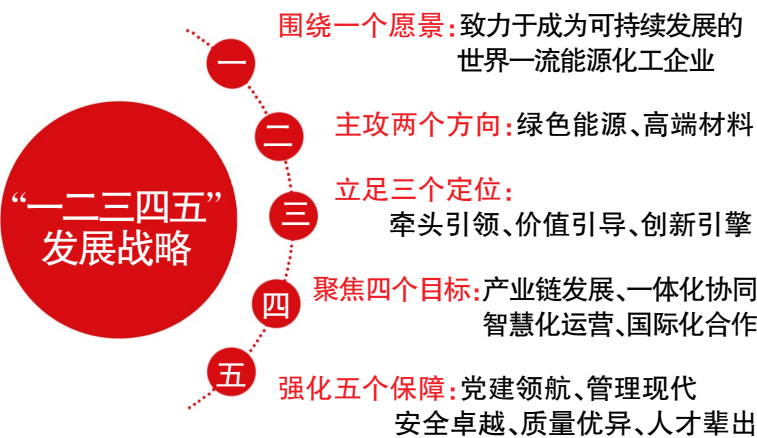 “一二三四五”
发展战略
一
围绕一个愿景:致力于成为可持续发展的
世界一流能源化工企业
二
主攻两个方向:绿色能源、高端材料
三
立足三个定位:
牵头引领、价值引导、创新引擎
四
聚焦四个目标:产业链发展、一体化协同
智慧化运营、国际化合作
五
强化五个保障:党建领航、管理现代
安全卓越、质量优异、人才辈出